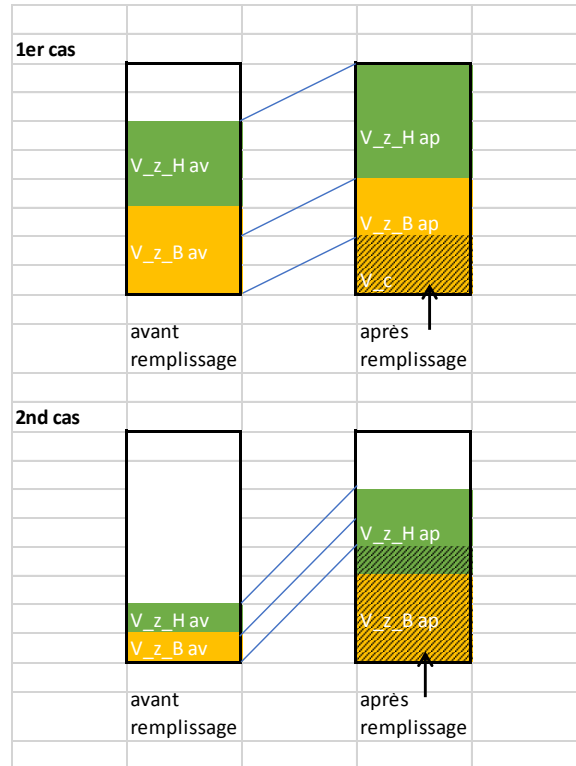 1er cas
V_z_H av
V_z_H ap
V_z_B av
V_z_B ap
V_c
avant
remplissage
après
remplissage
2nd cas
V_z_H av
V_z_B av
V_z_H ap
V_z_B ap
avant
remplissage
après
remplissage